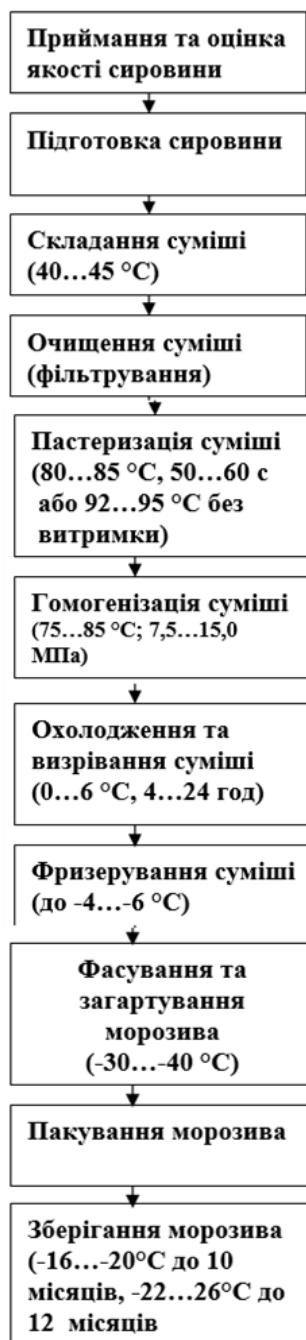 Приймання та оцінка
якості сировини
Підготовка сировини
Складання суміші
(40…45 °C)
Очищення суміші
(фільтрування)
Пастеризація суміші
(80…85 °C, 50…60 с
або 92…95 °C без
витримки)
Гомогенізація суміші
(75…85 °C; 7,5…15,0
МПа)
Охолодження та
визрівання суміші
(0…6 °C, 4…24 год)
Фризерування суміші
(до -4…-6 °C)
Фасування та
загартування
морозива
(-30…-40 °C)
Пакування морозива
Зберігання морозива
(-16…-20°C до 10
місяців, -22…26°C до
12 місяців